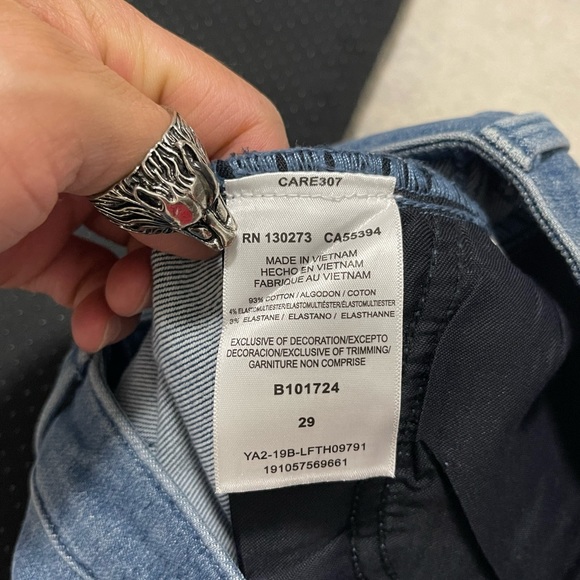 CARE307
RN 130273 CA55394
MADE IN VIETNAM
HECHO EN VIETNAM
FABRIQUE AU VIETNAM
93% COTTON / ALGODON / COTON
4% ELASTOMULTIESTER/ELASTOMULTIESTER/ELASTOMULTIESTER
3% ELASTANE / ELASTANO / ELASTHANNE
EXCLUSIVE OF DECORATION/EXCEPTO
DECORACION/EXCLUSIVE OF TRIMMING/
GARNITURE NON COMPRISE
B101724
29
YA2-19B-LFTH09791
191057569661